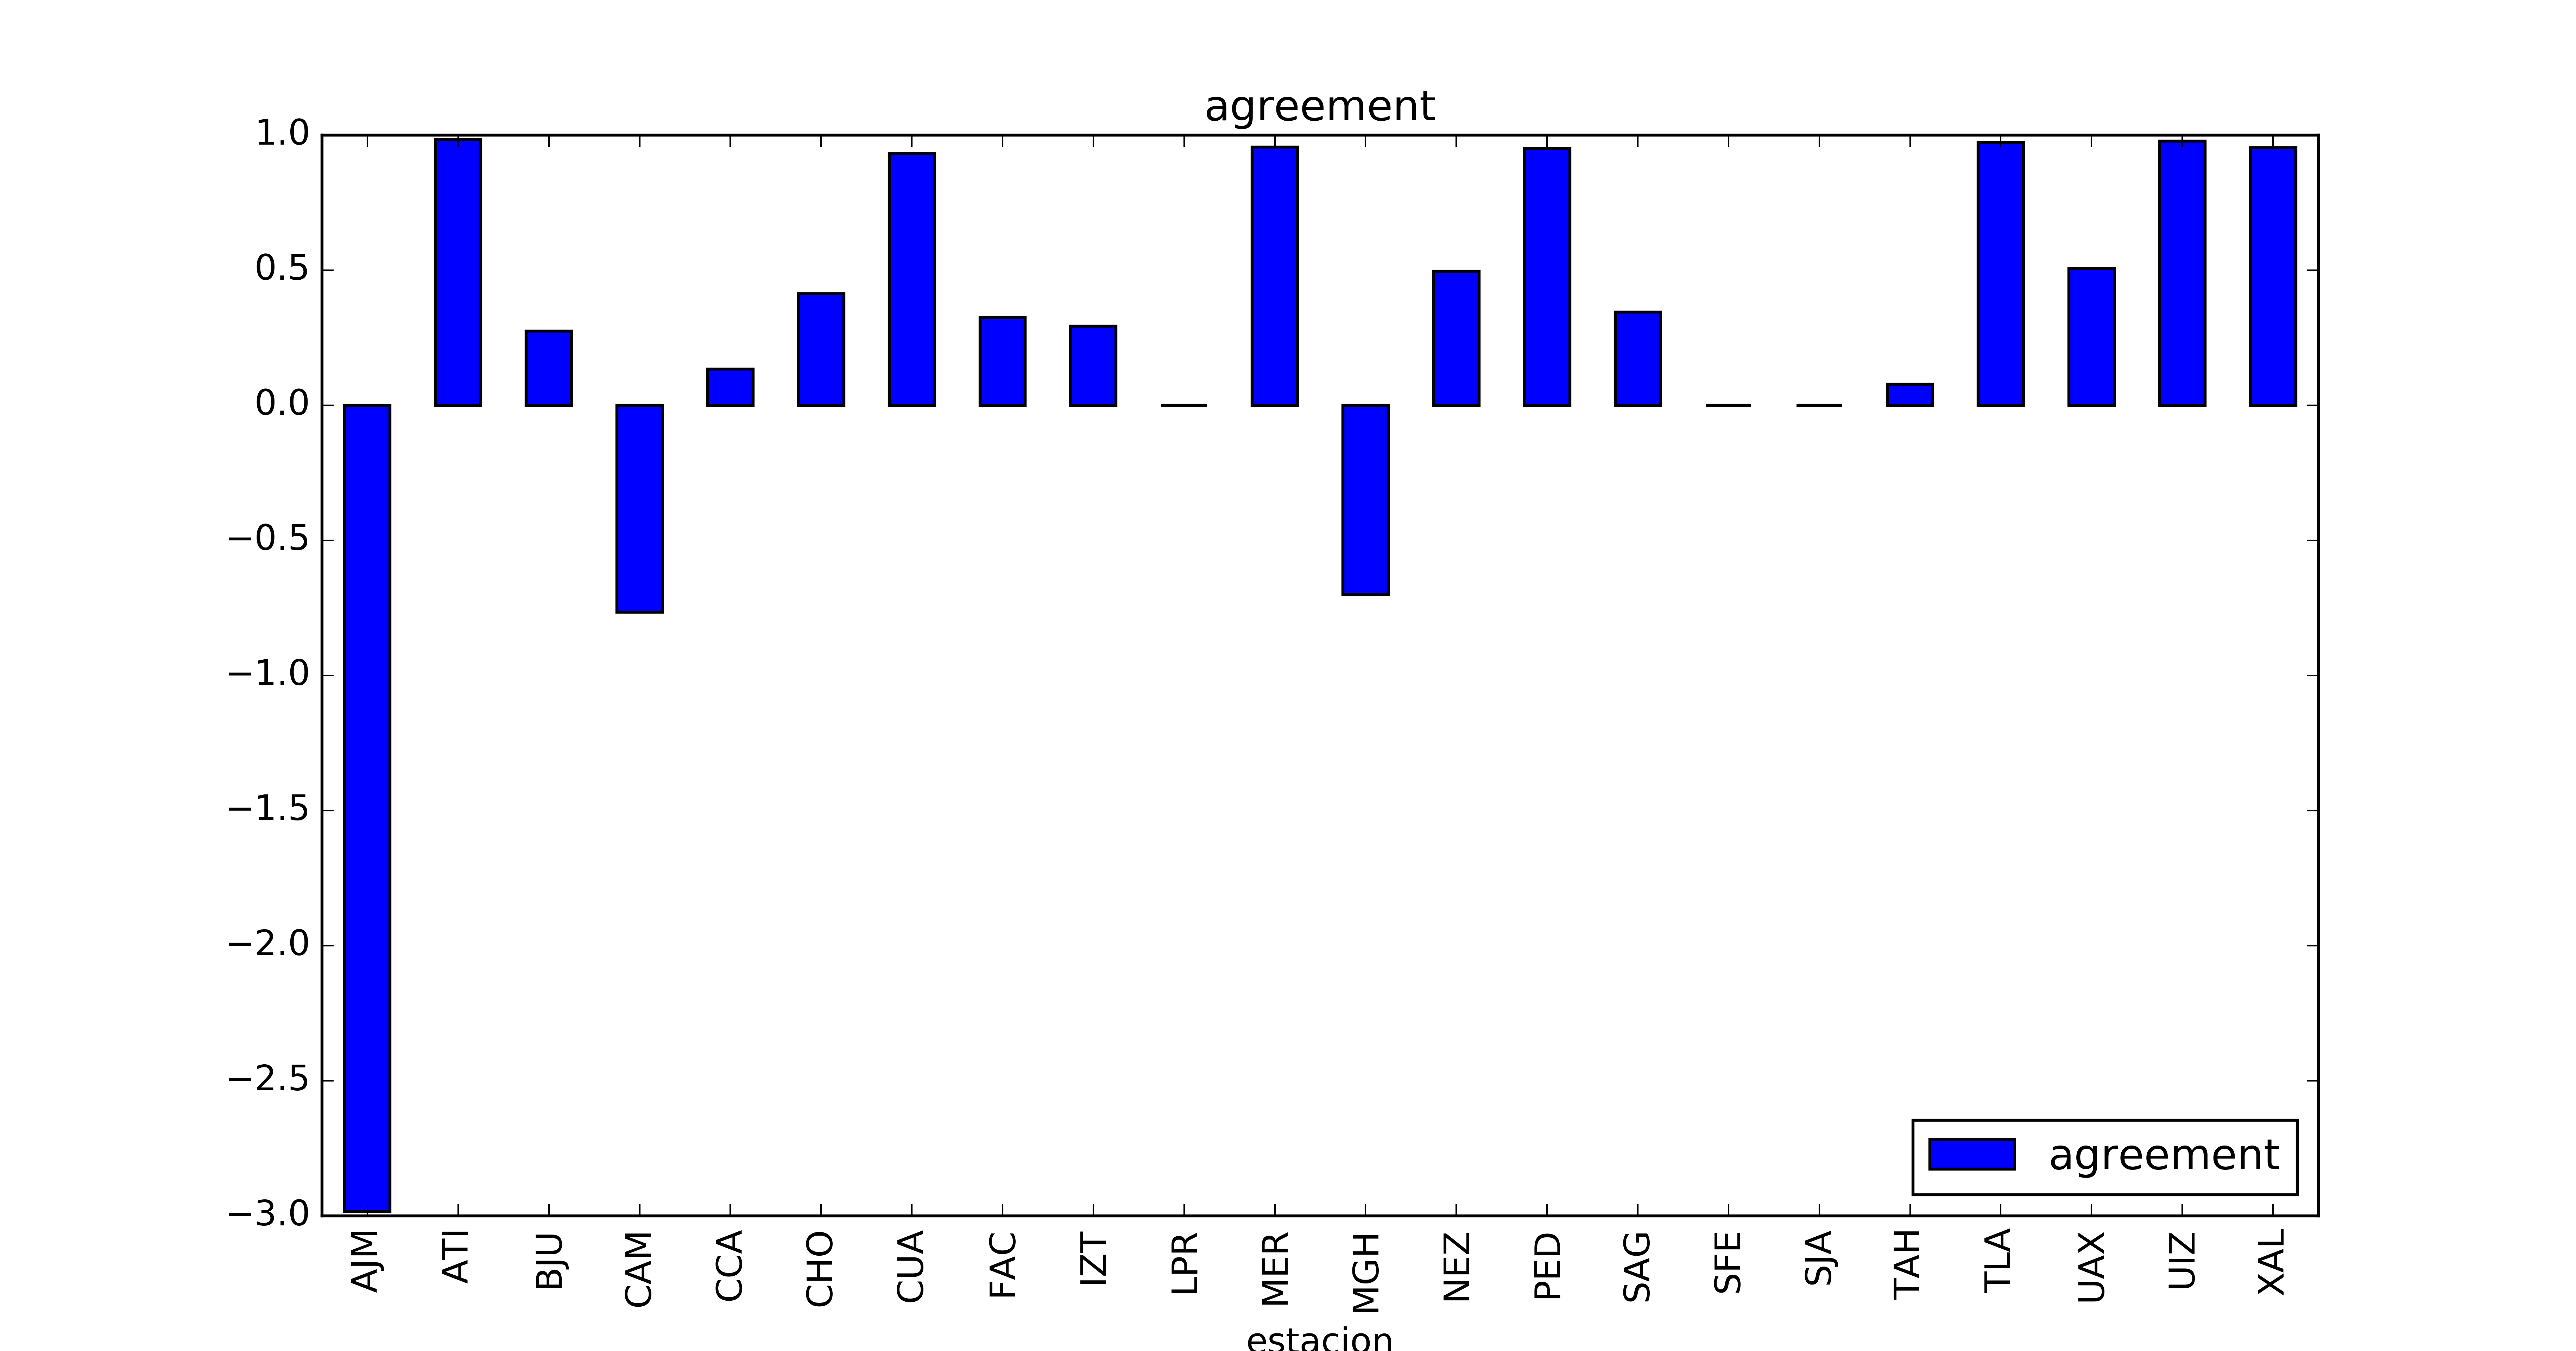 agreement
1.0
0.5
0.0
−0.5
−1.0
−1.5
−2.0
−2.5
−3.0
AJM
ATI
BJU
CAM
CCA
CHO
CUA
FAC
IZT
LPR
MER
MGH
NEZ
PED
SAG
SFE
SJA
TAH
TLA
UAX
UIZ
XAL
estacion
agreement